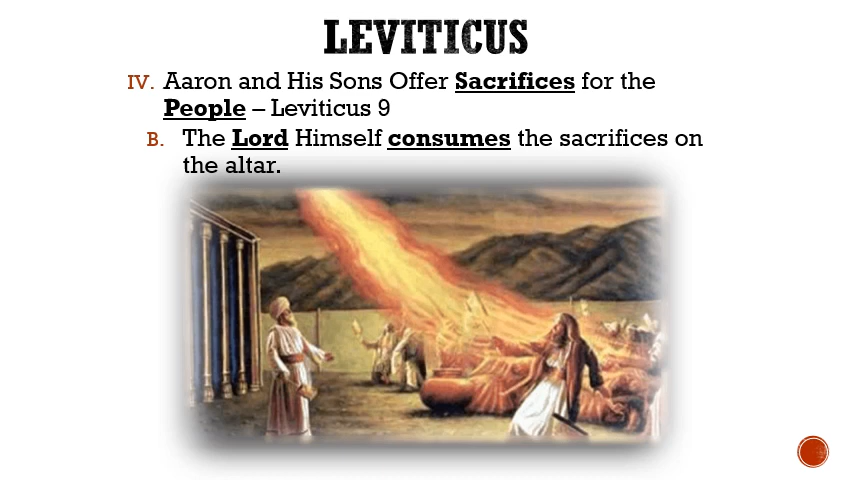 LEVITICUS
IV. Aaron and His Sons Offer Sacrifices for the
People – Leviticus 9
B. The Lord Himself consumes the sacrifices on
the altar.